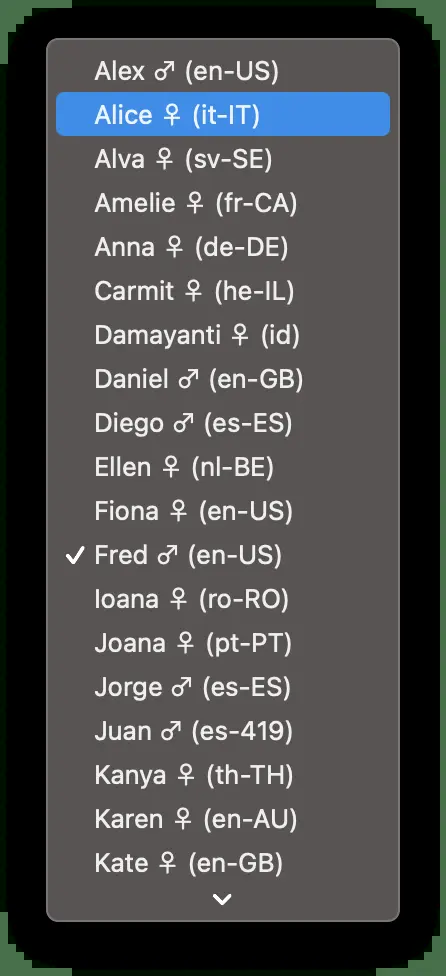 Alex ♂ (en-US)
Alice ♀ (it-IT)
Alva ♀ (sv-SE)
Amelie ♀ (fr-CA)
Anna ♀ (de-DE)
Carmit ♀ (he-IL)
Damayanti ♀ (id)
Daniel ♂ (en-GB)
Diego ♂ (es-ES)
Ellen ♀ (nl-BE)
Fiona ♀ (en-US)
✓ Fred ♂ (en-US)
Ioana ♀ (ro-RO)
Joana ♀ (pt-PT)
Jorge ♂ (es-ES)
Juan ♂ (es-419)
Kanya ♀ (th-TH)
Karen ♀ (en-AU)
Kate ♀ (en-GB)